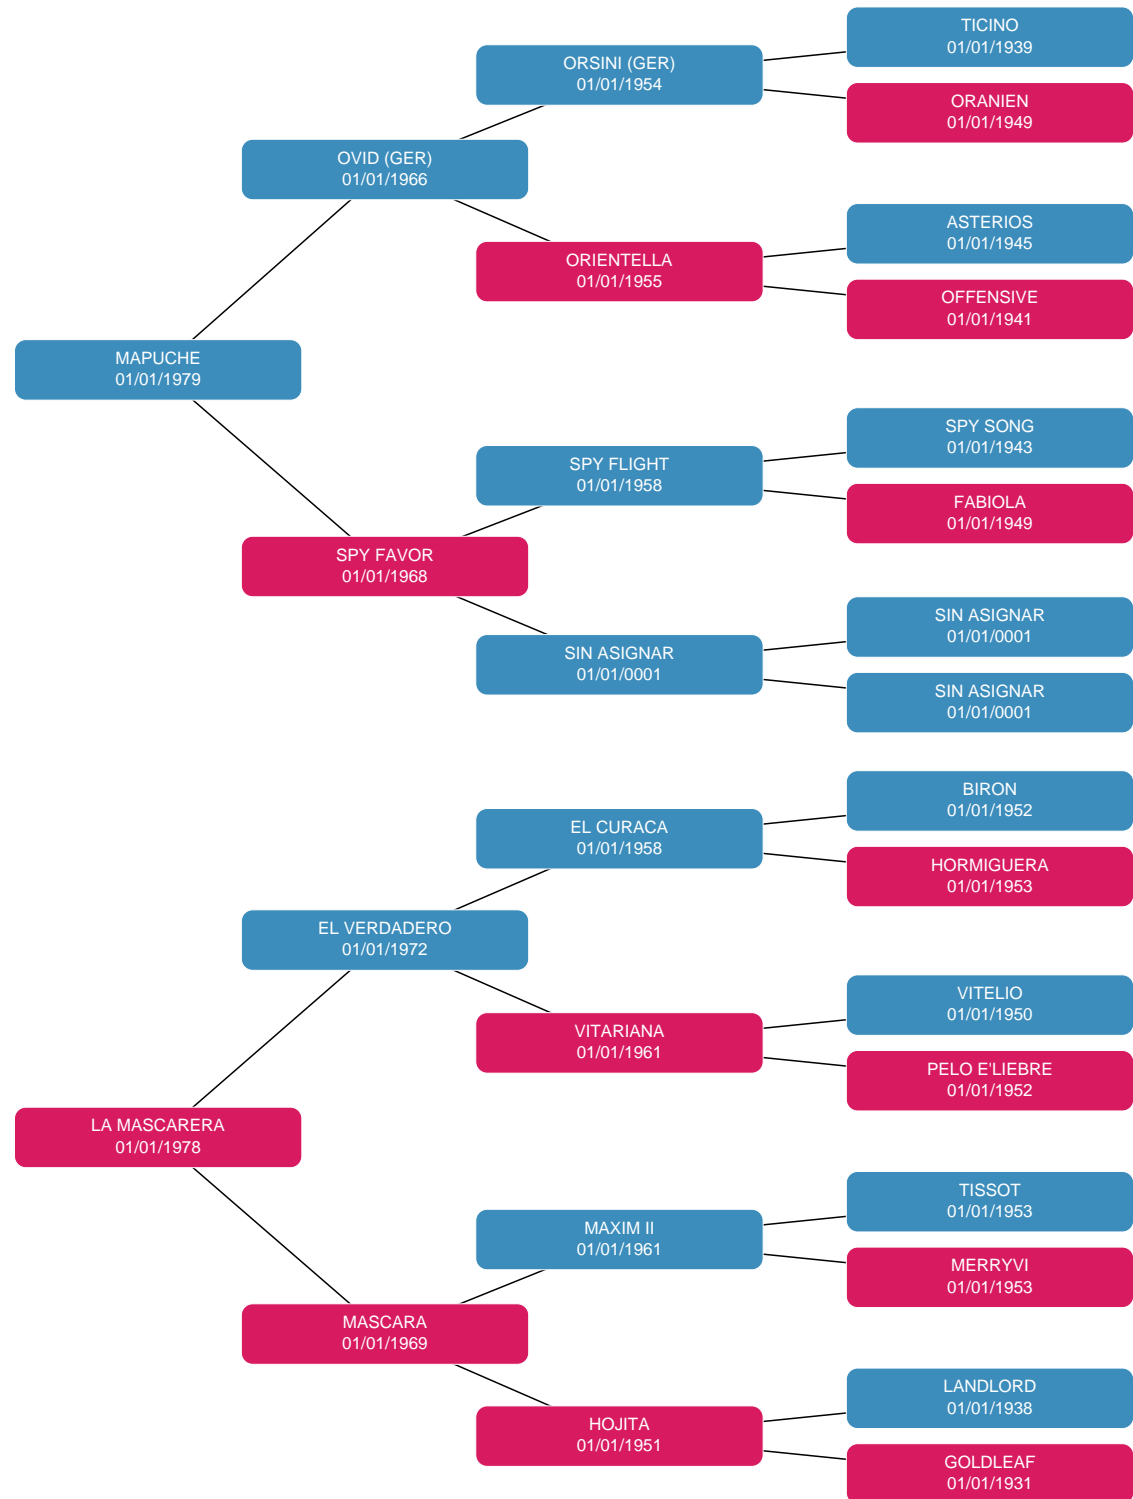 TICINO
01/01/1939
ORSINI (GER)
01/01/1954
ORANIEN
01/01/1949
OVID (GER)
01/01/1966
ASTERIOS
01/01/1945
ORIENTELLA
01/01/1955
OFFENSIVE
01/01/1941
MAPUCHE
01/01/1979
SPY SONG
01/01/1943
SPY FLIGHT
01/01/1958
FABIOLA
01/01/1949
SPY FAVOR
01/01/1968
SIN ASIGNAR
01/01/0001
SIN ASIGNAR
01/01/0001
SIN ASIGNAR
01/01/0001
BIRON
01/01/1952
EL CURACA
01/01/1958
HORMIGUERA
01/01/1953
EL VERDADERO
01/01/1972
VITELIO
01/01/1950
VITARIANA
01/01/1961
PELO E'LIEBRE
01/01/1952
LA MASCARERA
01/01/1978
TISSOT
01/01/1953
MAXIM II
01/01/1961
MERRYVI
01/01/1953
MASCARA
01/01/1969
LANDLORD
01/01/1938
HOJITA
01/01/1951
GOLDLEAF
01/01/1931